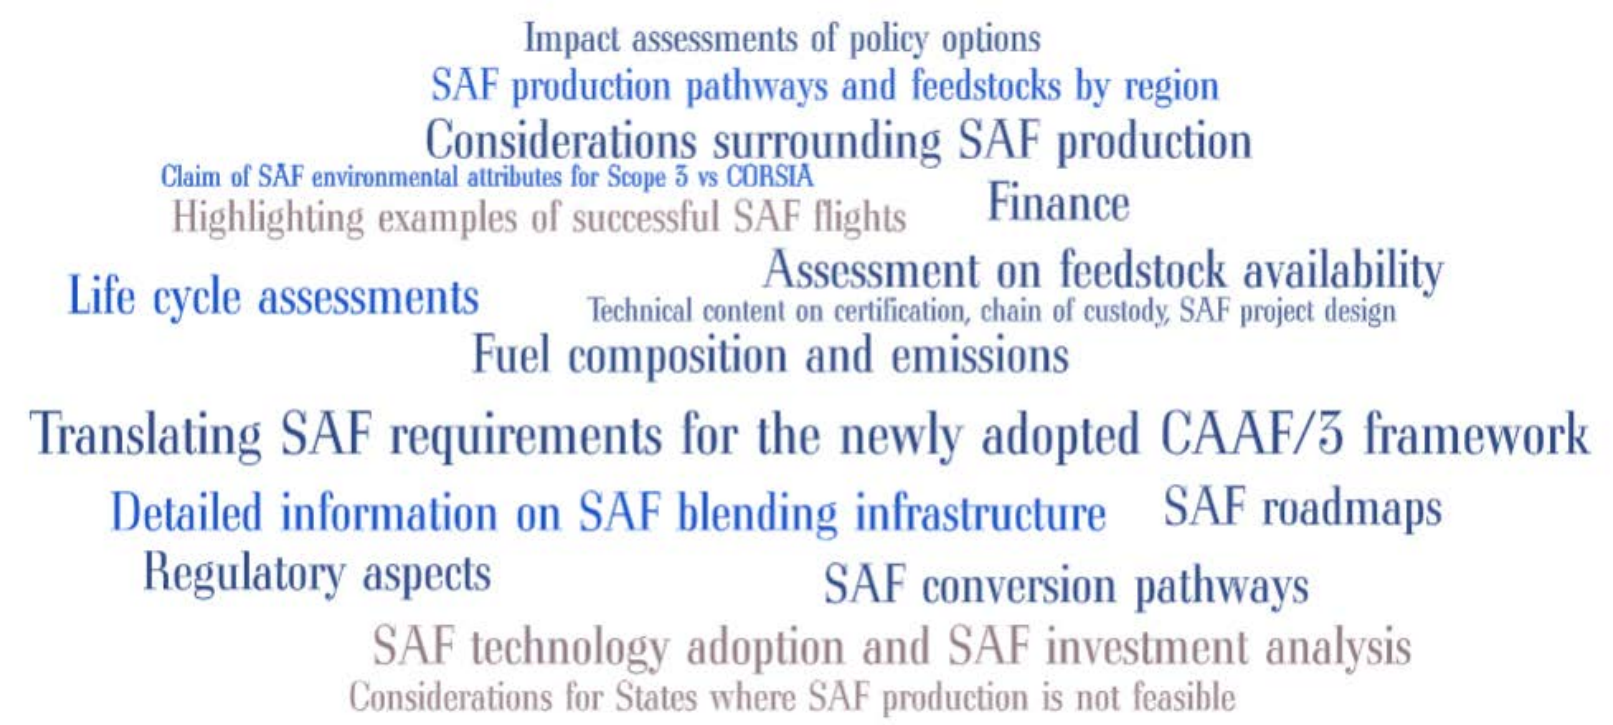 Impact assessments of policy options
SAF production pathways and feedstocks by region
Considerations surrounding SAF production
Claim of SAF environmental attributes for Scope 3 vs CORSIA
Highlighting examples of successful SAF flights
Finance
Assessment on feedstock availability
Life cycle assessments
Technical content on certification, chain of custody, SAF project design
Fuel composition and emissions
Translating SAF requirements for the newly adopted CAAF/3 framework
Detailed information on SAF blending infrastructure
SAF roadmaps
Regulatory aspects
SAF conversion pathways
SAF technology adoption and SAF investment analysis
Considerations for States where SAF production is not feasible